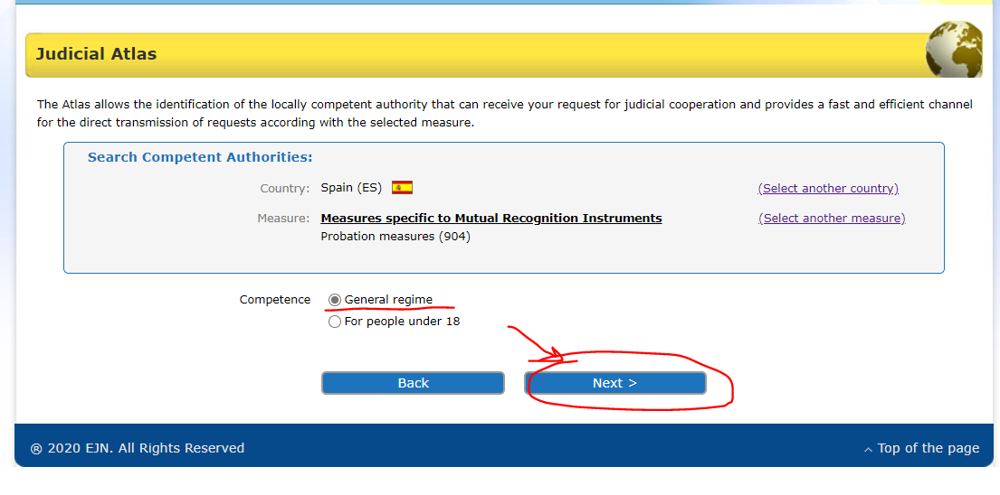 Judicial Atlas
The Atlas allows the identification of the locally competent authority that can receive your request for judicial cooperation and provides a fast and efficient channel
for the direct transmission of requests according with the selected measure.
Search Competent Authorities:
Country: Spain (ES) (Select another country)
Measure: Measures specific to Mutual Recognition Instruments (Select another measure)
Probation measures (904)
Competence General regime
For people under 18
Back Next >
® 2020 EJN. All Rights Reserved Top of the page